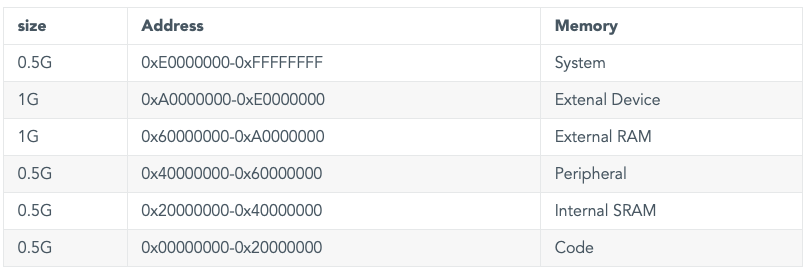 size Address Memory
0.5G 0xE0000000-0xFFFFFFFF System
1G 0xA0000000-0xE0000000 Extenal Device
1G 0x60000000-0xA0000000 External RAM
0.5G 0x40000000-0x60000000 Peripheral
0.5G 0x20000000-0x40000000 Internal SRAM
0.5G 0x00000000-0x20000000 Code